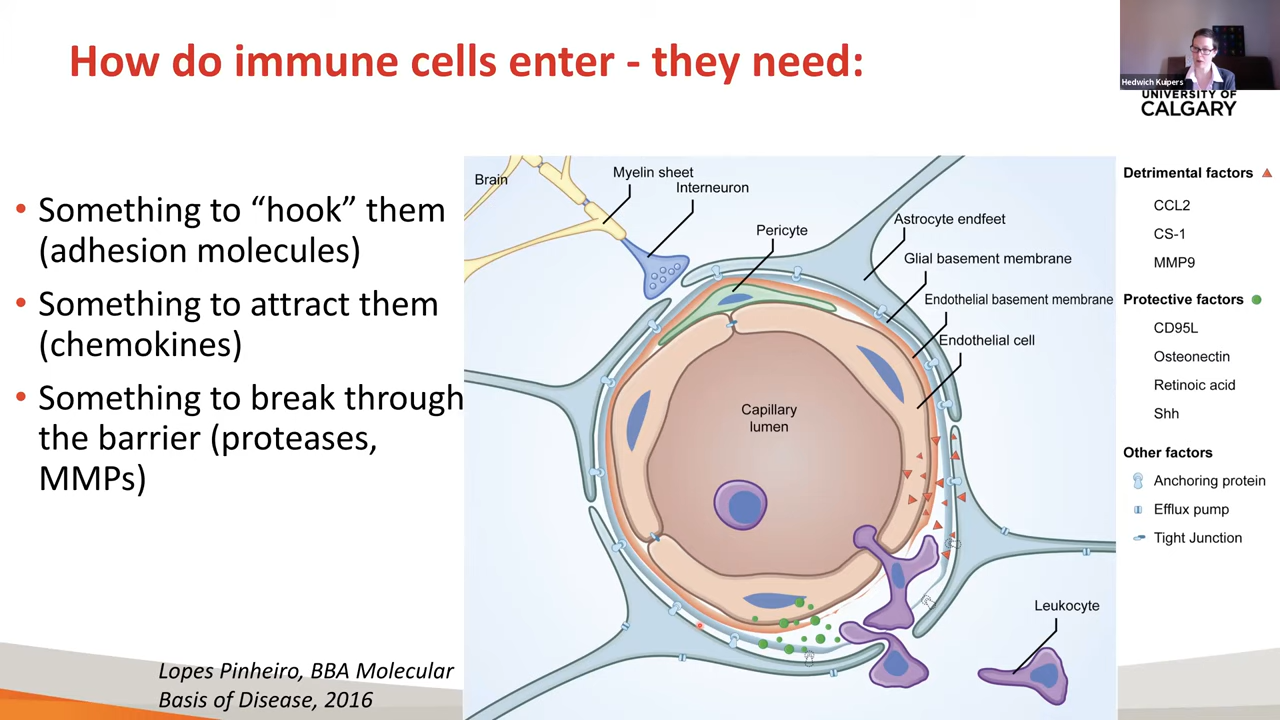 How do immune cells enter - they need:
Hedwich Kuipers
UNIVERSITY OF
CALGARY
• Something to “hook” them
(adhesion molecules)
• Something to attract them
(chemokines)
• Something to break through
the barrier (proteases,
MMPs)
Lopes Pinheiro, BBA Molecular
Basis of Disease, 2016
Brain
Myelin sheet
Interneuron
Pericyte
Astrocyte endfeet
Glial basement membrane
Endothelial basement membrane
Endothelial cell
Capillary
lumen
Leukocyte
Detrimental factors
CCL2
CS-1
MMP9
Protective factors
CD95L
Osteonectin
Retinoic acid
Shh
Other factors
Anchoring protein
Efflux pump
Tight Junction